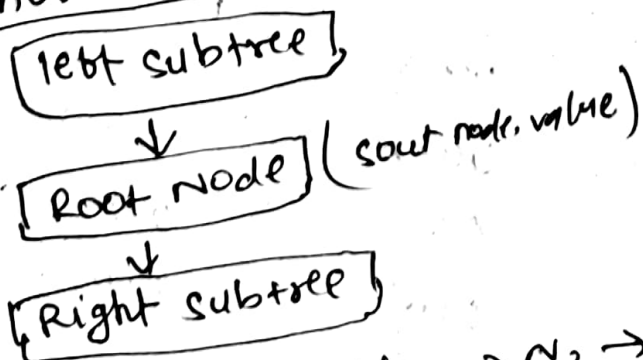 left subtree
↓
Root Node (sout node.value)
↓
Right subtree
→